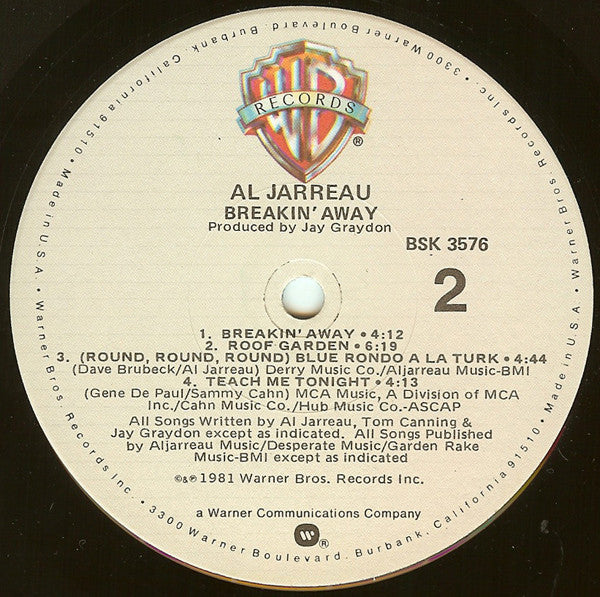 WB
RECORDS
®
AL JARREAU
BREAKIN' AWAY
Produced by Jay Graydon
BSK 3576
2
1. BREAKIN' AWAY • 4:12
2. ROOF GARDEN • 6:19
3. (ROUND, ROUND, ROUND) BLUE RONDO A LA TURK • 4:44
(Dave Brubeck/Al Jarreau) Derry Music Co./Aljarreau Music-BMI
4. TEACH ME TONIGHT • 4:13
(Gene De Paul/Sammy Cahn) MCA Music, A Division of MCA
Inc./Cahn Music Co./Hub Music Co.-ASCAP
All Songs Written by Al Jarreau, Tom Canning &
Jay Graydon except as indicated. All Songs Published
by Aljarreau Music/Desperate Music/Garden Rake
Music-BMI except as indicated
©&℗ 1981 Warner Bros. Records Inc.
a Warner Communications Company
W®
Made in U.S.A. • Warner Bros. Records Inc. • 3300 Warner Boulevard, Burbank, California 91510 • Made in U.S.A. • Warner Bros. Records Inc. • 3300 Warner Boulevard, Burbank, California 91510 •